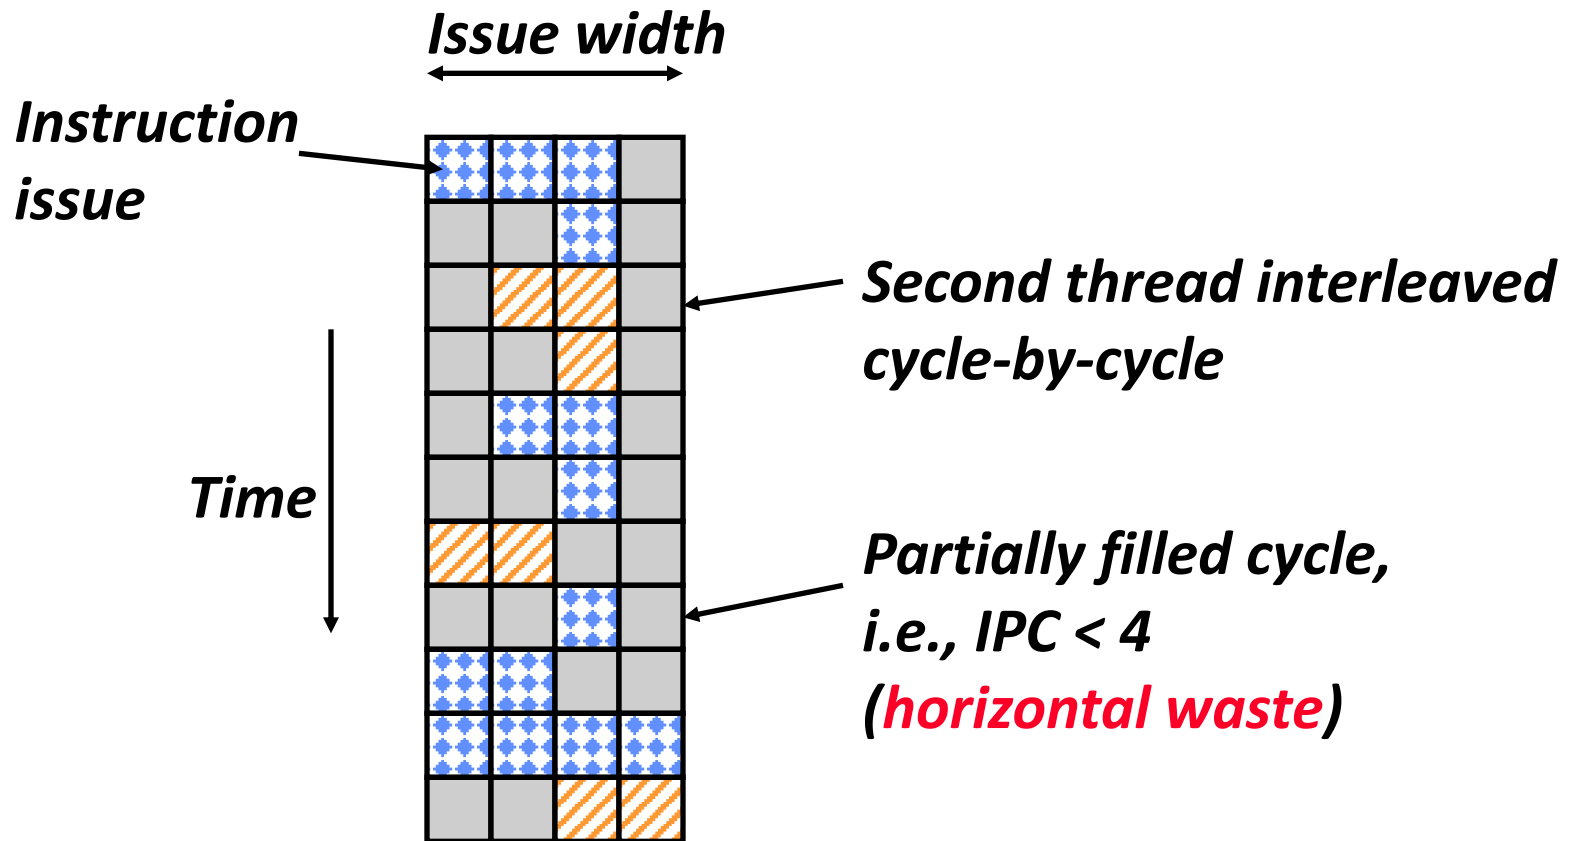 Issue width
Instruction
issue
Second thread interleaved
cycle-by-cycle
Time
Partially filled cycle,
i.e., IPC < 4
(horizontal waste)